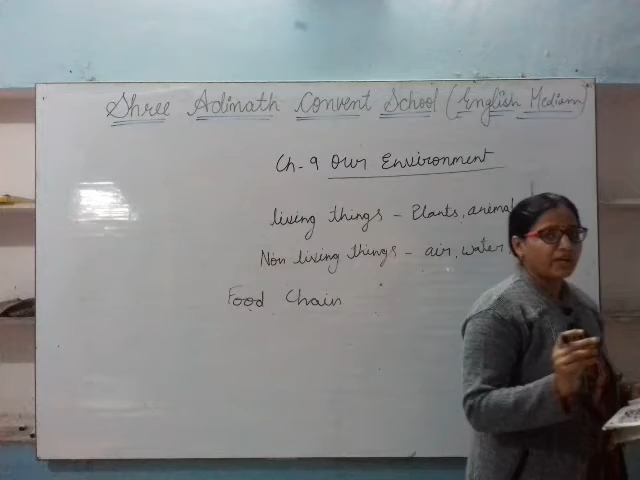 Shree Adinath Convent School (English Medium)
Ch-9 Our Environment
living things - Plants, animal
Non living things - air, water,
Food Chain